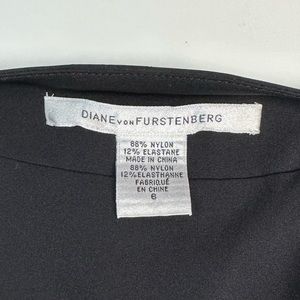 DIANE VON FURSTENBERG
88% NYLON
12% ELASTANE
MADE IN CHINA
88% NYLON
12% ELASTHANNE
FABRIQUÉ
EN CHINE
6